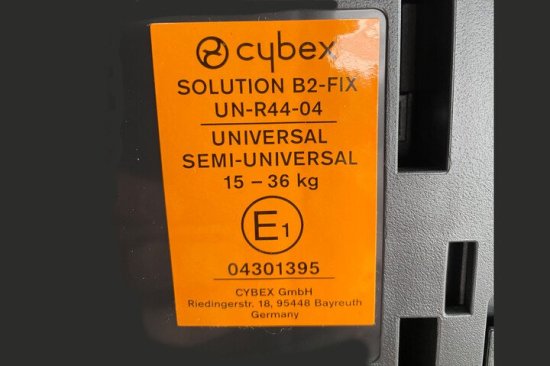 cybex
SOLUTION B2-FIX
UN-R44-04
UNIVERSAL
SEMI-UNIVERSAL
15 – 36 kg
E1
04301395
CYBEX GmbH
Riedingerstr. 18, 95448 Bayreuth
Germany